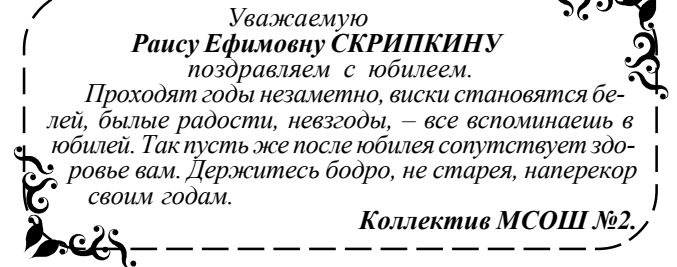 Уважаемую
Раису Ефимовну СКРИПКИНУ
поздравляем с юбилеем.
Проходят годы незаметно, виски становятся бе-
лей, былые радости, невзгоды, – все вспоминаешь в
юбилей. Так пусть же после юбилея сопутствует здо-
ровье вам. Держитесь бодро, не старея, наперекор
своим годам.
Коллектив МСОШ №2.